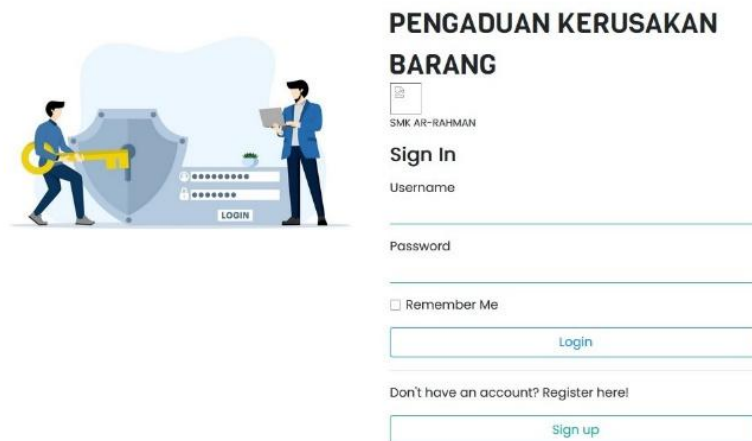 PENGADUAN KERUSAKAN
BARANG
SMK AR-RAHMAN
Sign In
Username
Password
Remember Me
Login
Don't have an account? Register here!
Sign up
LOGIN